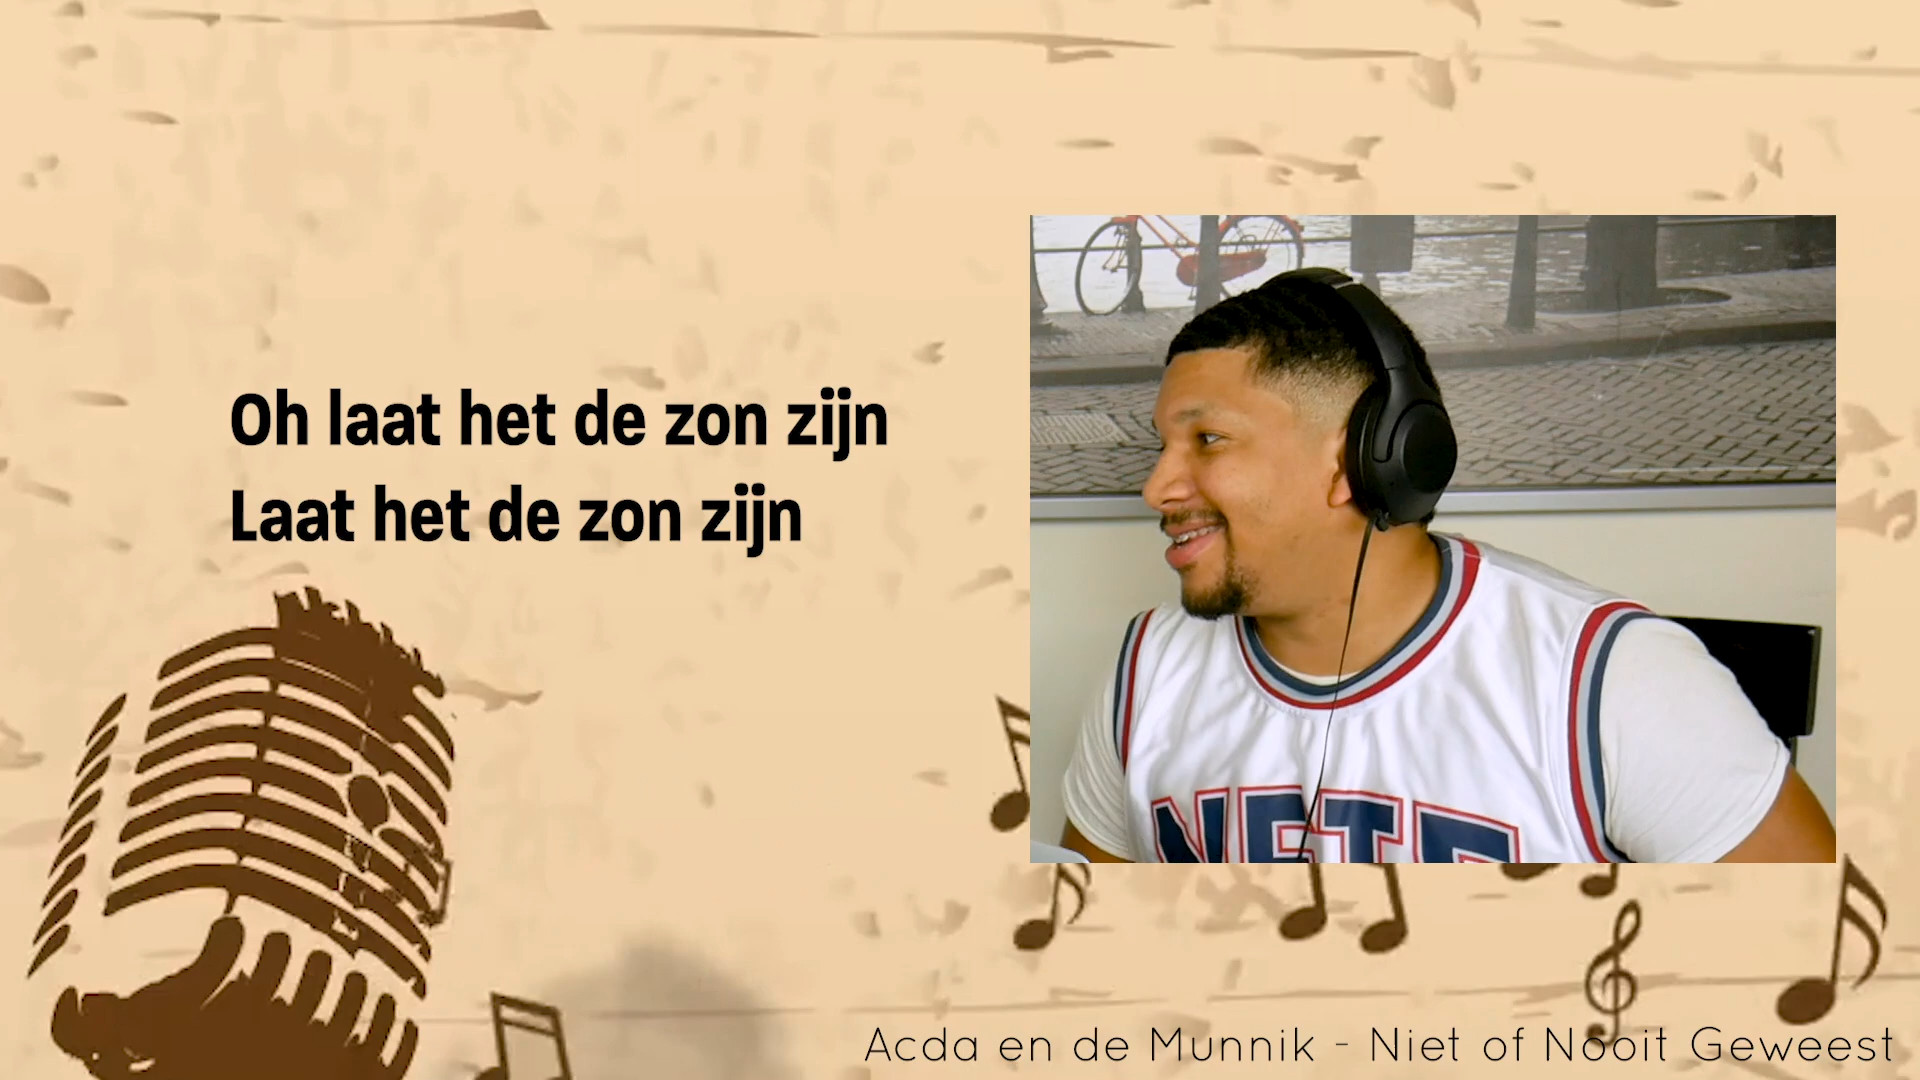 Oh laat het de zon zijn
Laat het de zon zijn
Acda en de Munnik - Niet of Nooit Geweest